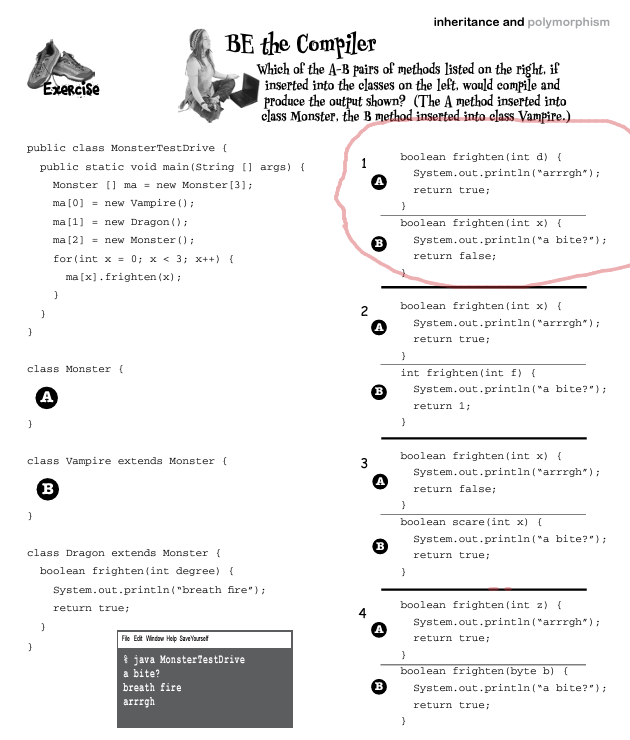 inheritance and polymorphism
BE the Compiler
Exercise
Which of the A-B pairs of methods listed on the right, if
inserted into the classes on the left, would compile and
produce the output shown? (The A method inserted into
class Monster, the B method inserted into class Vampire.)
public class MonsterTestDrive {
public static void main(String [] args) {
Monster [] ma = new Monster[3];
ma[0] = new Vampire();
ma[1] = new Dragon();
ma[2] = new Monster();
for(int x = 0; x < 3; x++) {
ma[x].frighten(x);
}
}
}
class Monster {
A
}
class Vampire extends Monster {
B
}
class Dragon extends Monster {
boolean frighten(int degree) {
System.out.println(“breath fire”);
return true;
}
}
File Edit Window Help SaveYourself
% java MonsterTestDrive
a bite?
breath fire
arrrgh
1
A
boolean frighten(int d) {
System.out.println(“arrrgh”);
return true;
}
B
boolean frighten(int x) {
System.out.println(“a bite?”);
return false;
}
2
A
boolean frighten(int x) {
System.out.println(“arrrgh”);
return true;
}
B
int frighten(int f) {
System.out.println(“a bite?”);
return 1;
}
3
A
boolean frighten(int x) {
System.out.println(“arrrgh”);
return false;
}
B
boolean scare(int x) {
System.out.println(“a bite?”);
return true;
}
4
A
boolean frighten(int z) {
System.out.println(“arrrgh”);
return true;
}
B
boolean frighten(byte b) {
System.out.println(“a bite?”);
return true;
}